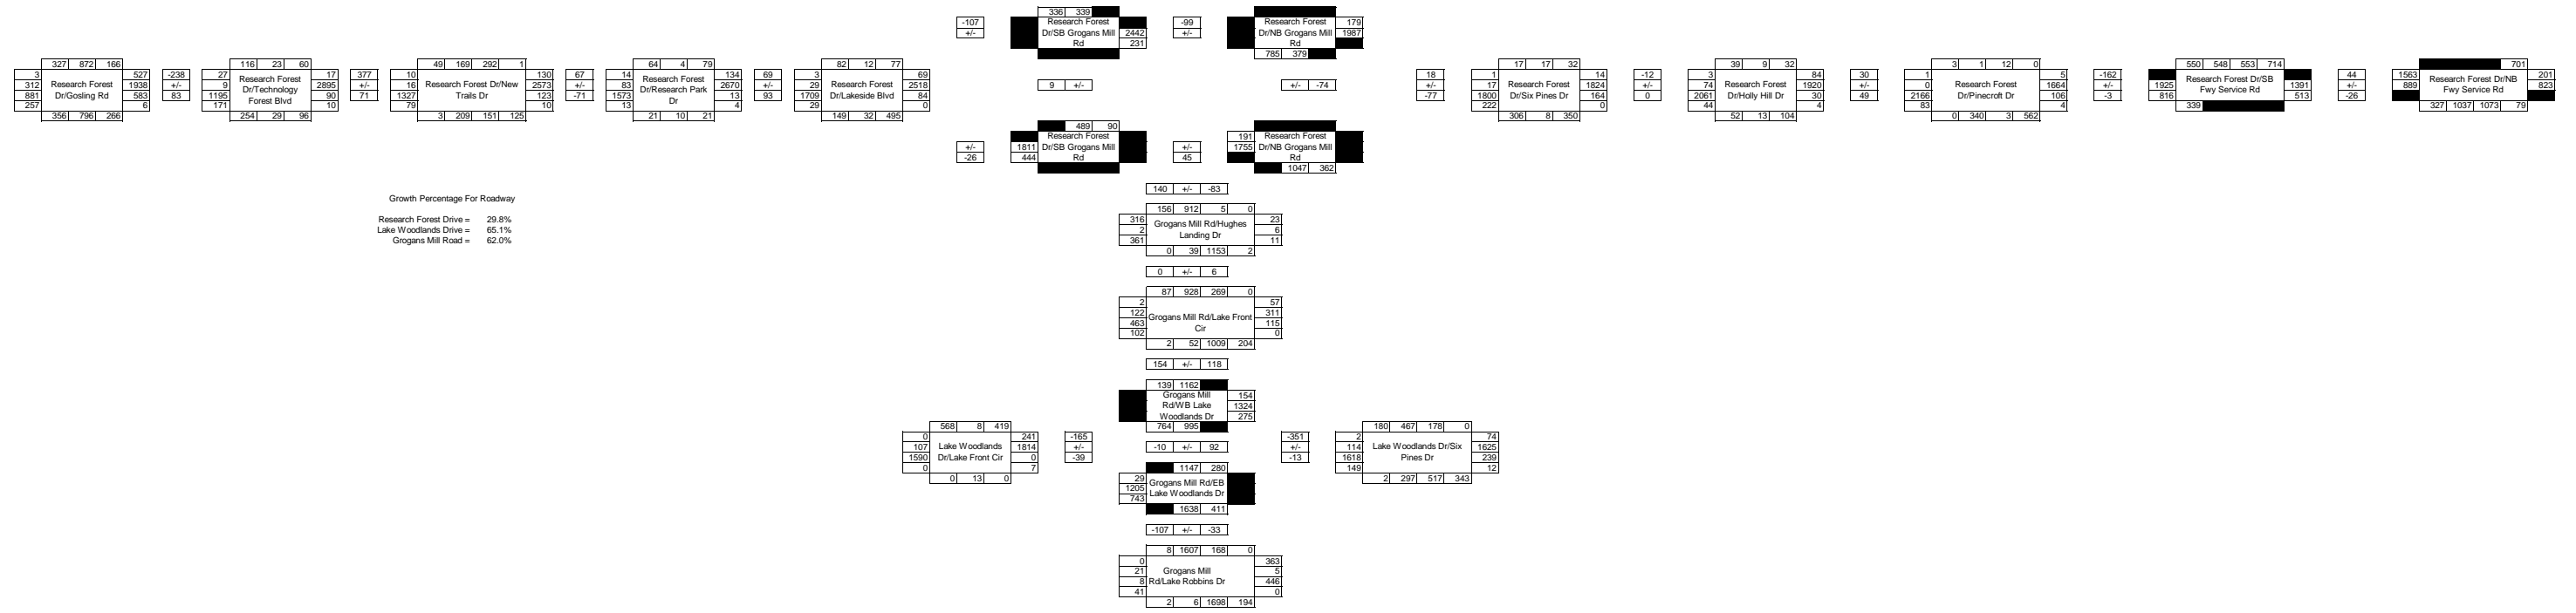 336 339
-107 Research Forest -99 Research Forest 179
+/- Dr/SB Grogans Mill 2442 +/- Dr/NB Grogans Mill 1987
Rd 231 Rd
785 379
327 872 166 116 23 60 49 169 292 1 64 4 79 82 12 77 17 17 32 39 9 32 3 1 12 0 550 548 553 714 701
3 527 -238 27 17 377 10 130 67 14 134 69 3 69 18 1 14 -12 3 84 30 1 5 -162 1391 44 1563 201
312 Research Forest 1938 +/- 9 Research Forest 2895 +/- 16 Research Forest Dr/New 2573 +/- 83 Research Forest 2670 +/- 29 Research Forest 2518 9 +/- +/- -74 +/- 17 Research Forest 1824 +/- 74 Research Forest 1920 +/- 0 Research Forest 1664 +/- 1925 Research Forest Dr/SB 513 +/- 889 Research Forest Dr/NB 823
881 Dr/Gosling Rd 583 83 1195 Dr/Technology 90 71 1327 Trails Dr 123 -71 1573 Dr/Research Park 13 93 1709 Dr/Lakeside Blvd 84 -77 1800 Dr/Six Pines Dr 164 0 2061 Dr/Holly Hill Dr 30 49 2166 Dr/Pinecroft Dr 106 -3 816 Fwy Service Rd -26 Fwy Service Rd
257 6 171 Forest Blvd 10 79 10 13 Dr 4 29 0 222 0 44 4 83 4 339
356 796 266 254 29 96 3 209 151 125 21 10 21 149 32 495 306 8 350 52 13 104 0 340 3 562 327 1037 1073 79
489 90
Research Forest 191 Research Forest
+/- 1811 Dr/SB Grogans Mill +/- 1755 Dr/NB Grogans Mill
-26 444 Rd 45 Rd
1047 362
140 +/- -83
Growth Percentage For Roadway
Research Forest Drive = 29.8%
Lake Woodlands Drive = 65.1%
Grogans Mill Road = 62.0%
156 912 5 0
316 23
2 Grogans Mill Rd/Hughes 6
361 Landing Dr 11
0 39 1153 2
0 +/- 6
87 928 269 0
2 57
122 311
463 Grogans Mill Rd/Lake Front 115
102 Cir 0
2 52 1009 204
154 +/- 118
139 1162
Grogans Mill 154
Rd/WB Lake 1324
Woodlands Dr 275
764 995
568 8 419 180 467 178 0
0 241 -165 -10 +/- 92 -351 2 74
107 Lake Woodlands 1814 +/- +/- 114 Lake Woodlands Dr/Six 1625
1590 Dr/Lake Front Cir 0 -39 -13 1618 Pines Dr 239
0 7 149 12
0 13 0 2 297 517 343
1147 280
29 Grogans Mill Rd/EB
1205 Lake Woodlands Dr
743
1638 411
-107 +/- -33
8 1607 168 0
0 363
21 Grogans Mill 5
8 Rd/Lake Robbins Dr 446
41 0
2 6 1698 194